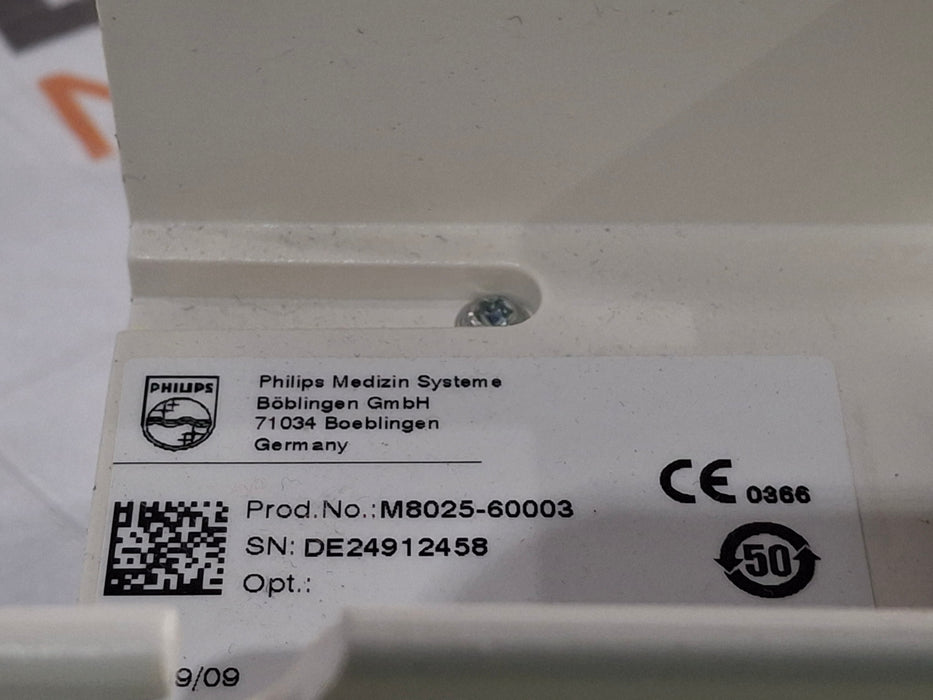 PHILIPS
Philips Medizin Systeme
Böblingen GmbH
71034 Boeblingen
Germany
CE 0366
Prod.No.:M8025-60003
SN: DE24912458
50
Opt.:
9/09